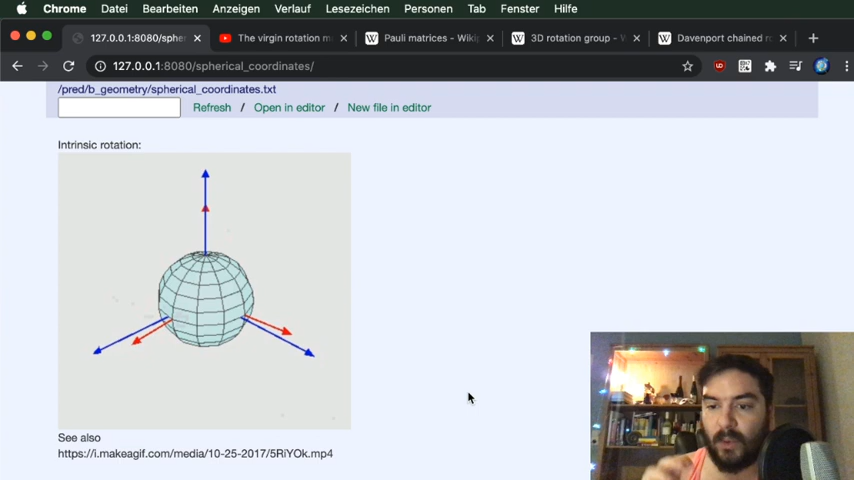 Chrome Datei Bearbeiten Anzeigen Verlauf Lesezeichen Personen Tab Fenster Hilfe
127.0.0.1:8080/sphe The virgin rotation m Pauli matrices - Wiki 3D rotation group - W Davenport chained r
127.0.0.1:8080/spherical_coordinates/
/pred/b_geometry/spherical_coordinates.txt
Refresh / Open in editor / New file in editor
Intrinsic rotation:
See also
https://i.makeagif.com/media/10-25-2017/5RiYOk.mp4